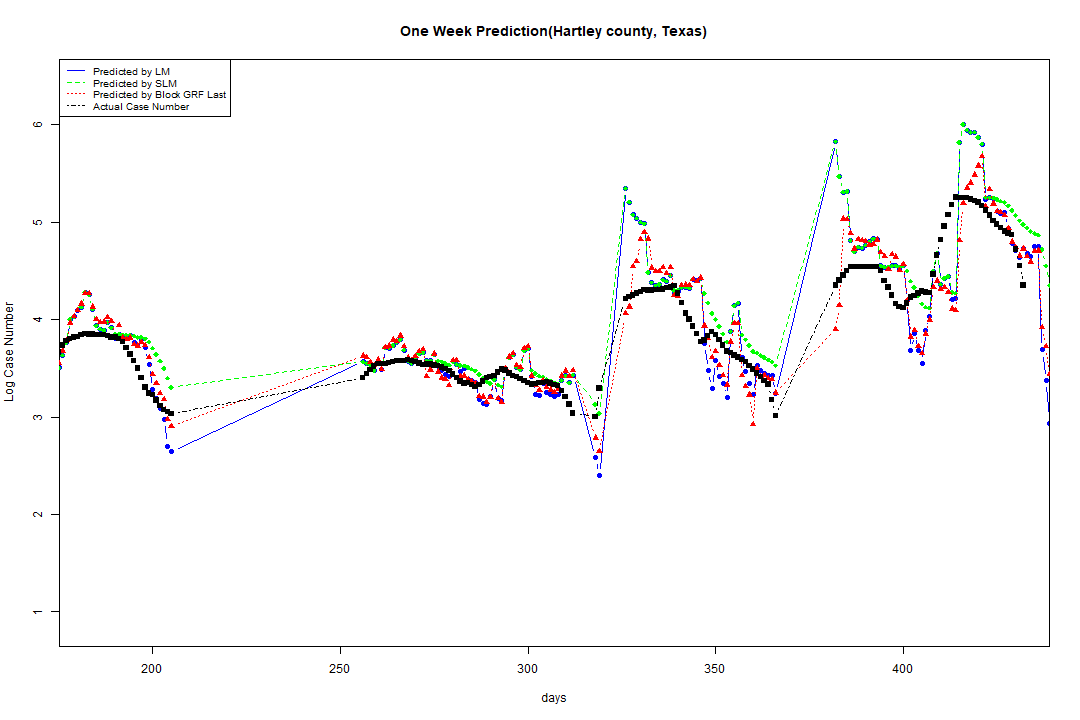 One Week Prediction(Hartley county, Texas)
Predicted by LM
Predicted by SLM
Predicted by Block GRF Last
Actual Case Number
Log Case Number
6
5
4
3
2
1
200
250
300
350
400
days